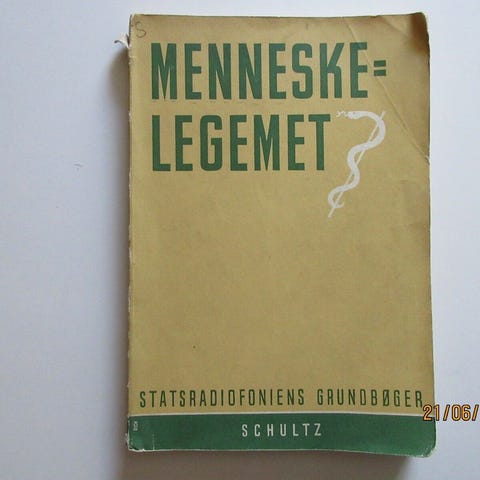 S
MENNESKE=
LEGEMET
STATSRADIOFONIENS GRUNDBØGER
SCHULTZ
21/06/